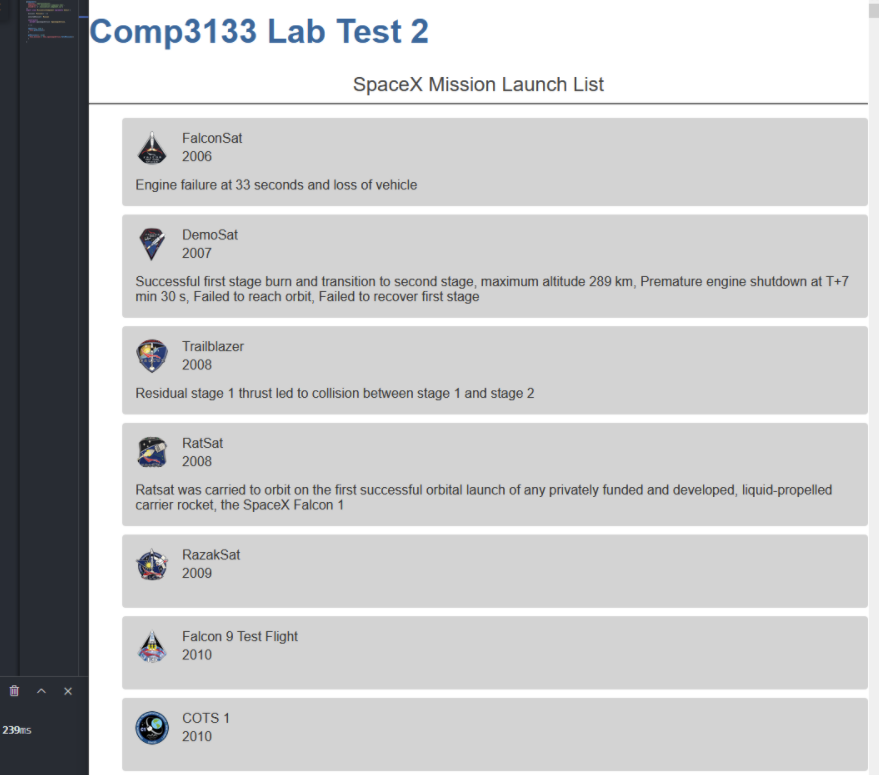 Comp3133 Lab Test 2
SpaceX Mission Launch List
FalconSat
2006
Engine failure at 33 seconds and loss of vehicle
DemoSat
2007
Successful first stage burn and transition to second stage, maximum altitude 289 km, Premature engine shutdown at T+7
min 30 s, Failed to reach orbit, Failed to recover first stage
Trailblazer
2008
Residual stage 1 thrust led to collision between stage 1 and stage 2
RatSat
2008
Ratsat was carried to orbit on the first successful orbital launch of any privately funded and developed, liquid-propelled
carrier rocket, the SpaceX Falcon 1
RazakSat
2009
Falcon 9 Test Flight
2010
COTS 1
2010
239ms